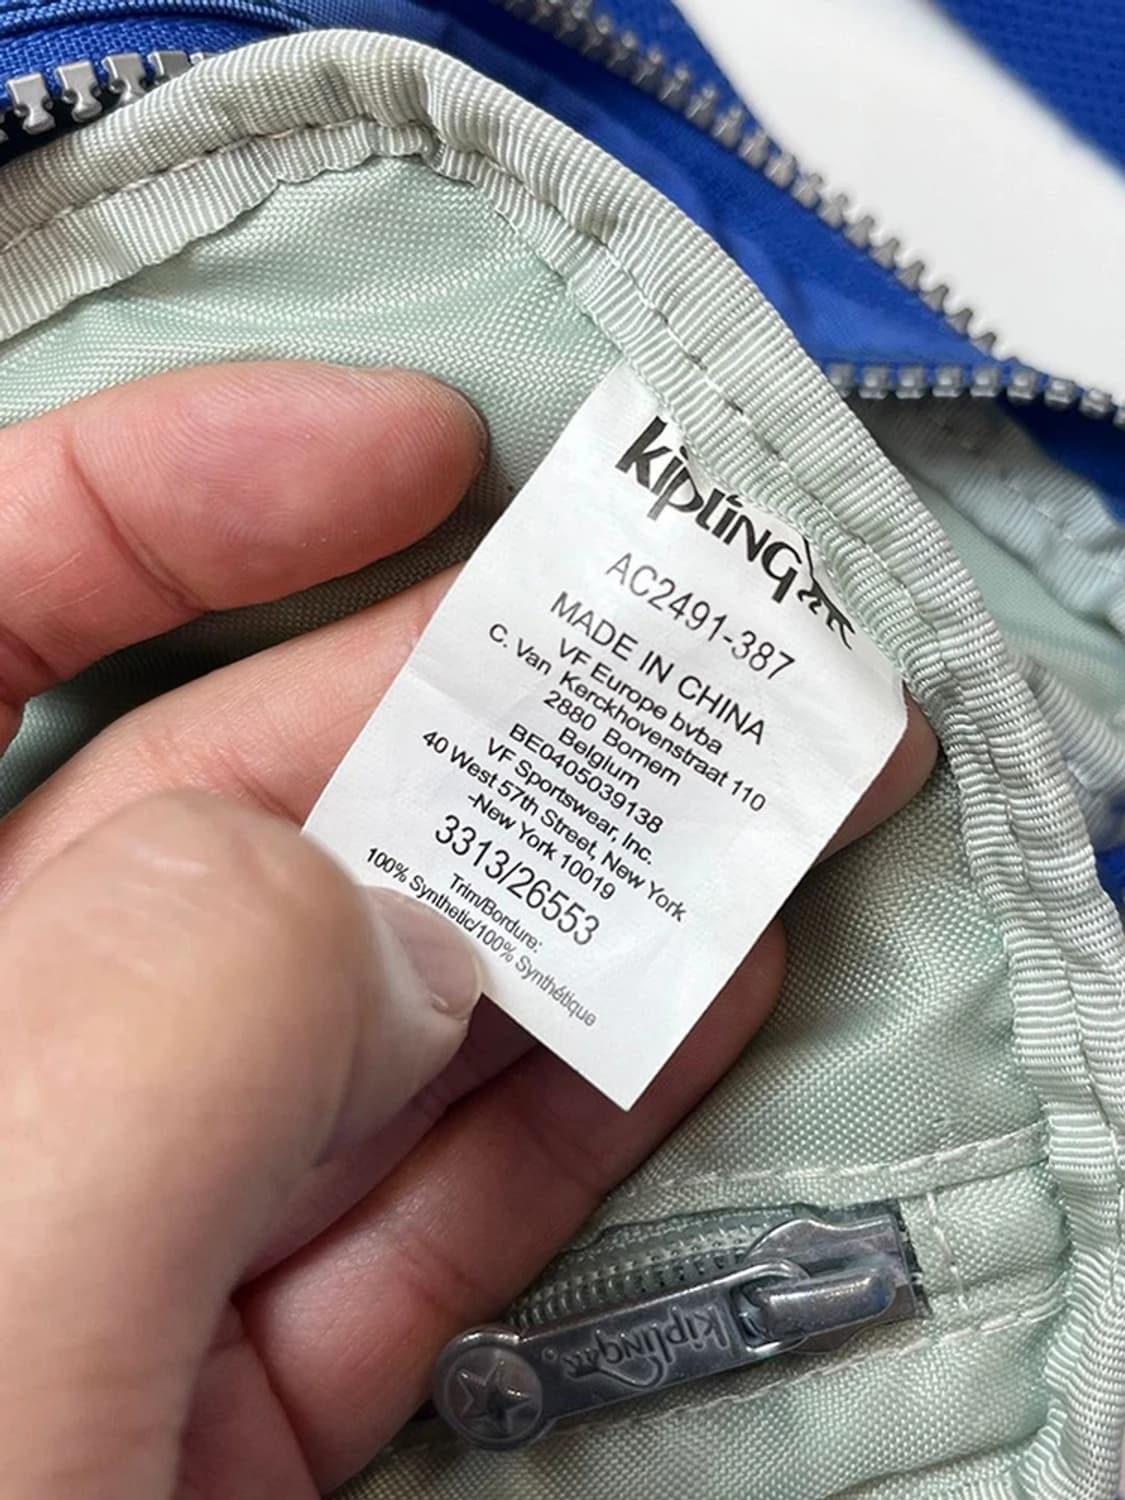 kipling
AC2491-387
MADE IN CHINA
VF Europe bvba
C. Van Kerckhovenstraat 110
2880 Bornem
Belgium
BE0405039138
VF Sportswear, Inc.
40 West 57th Street, New York
-New York 10019
3313/26553
Trim/Bordure:
100% Synthetic/100% Synthétique
kipling